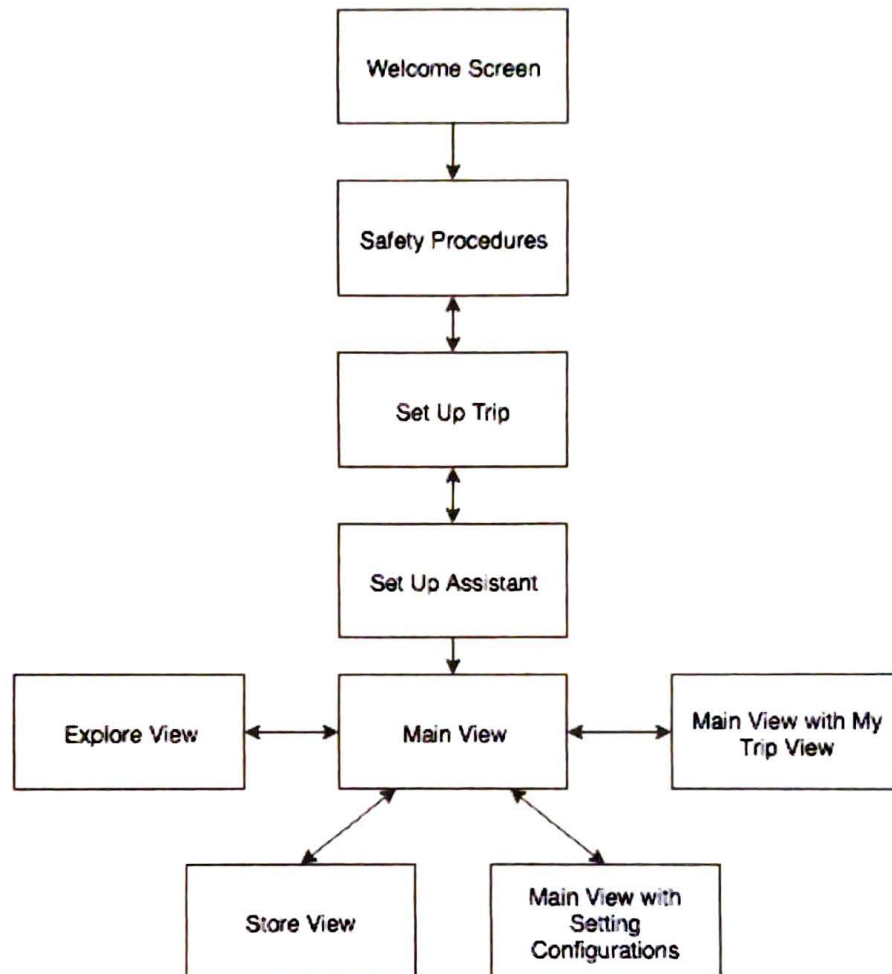 Welcome Screen
Safety Procedures
Set Up Trip
Set Up Assistant
Explore View
Main View
Main View with My
Trip View
Store View
Main View with
Setting
Configurations